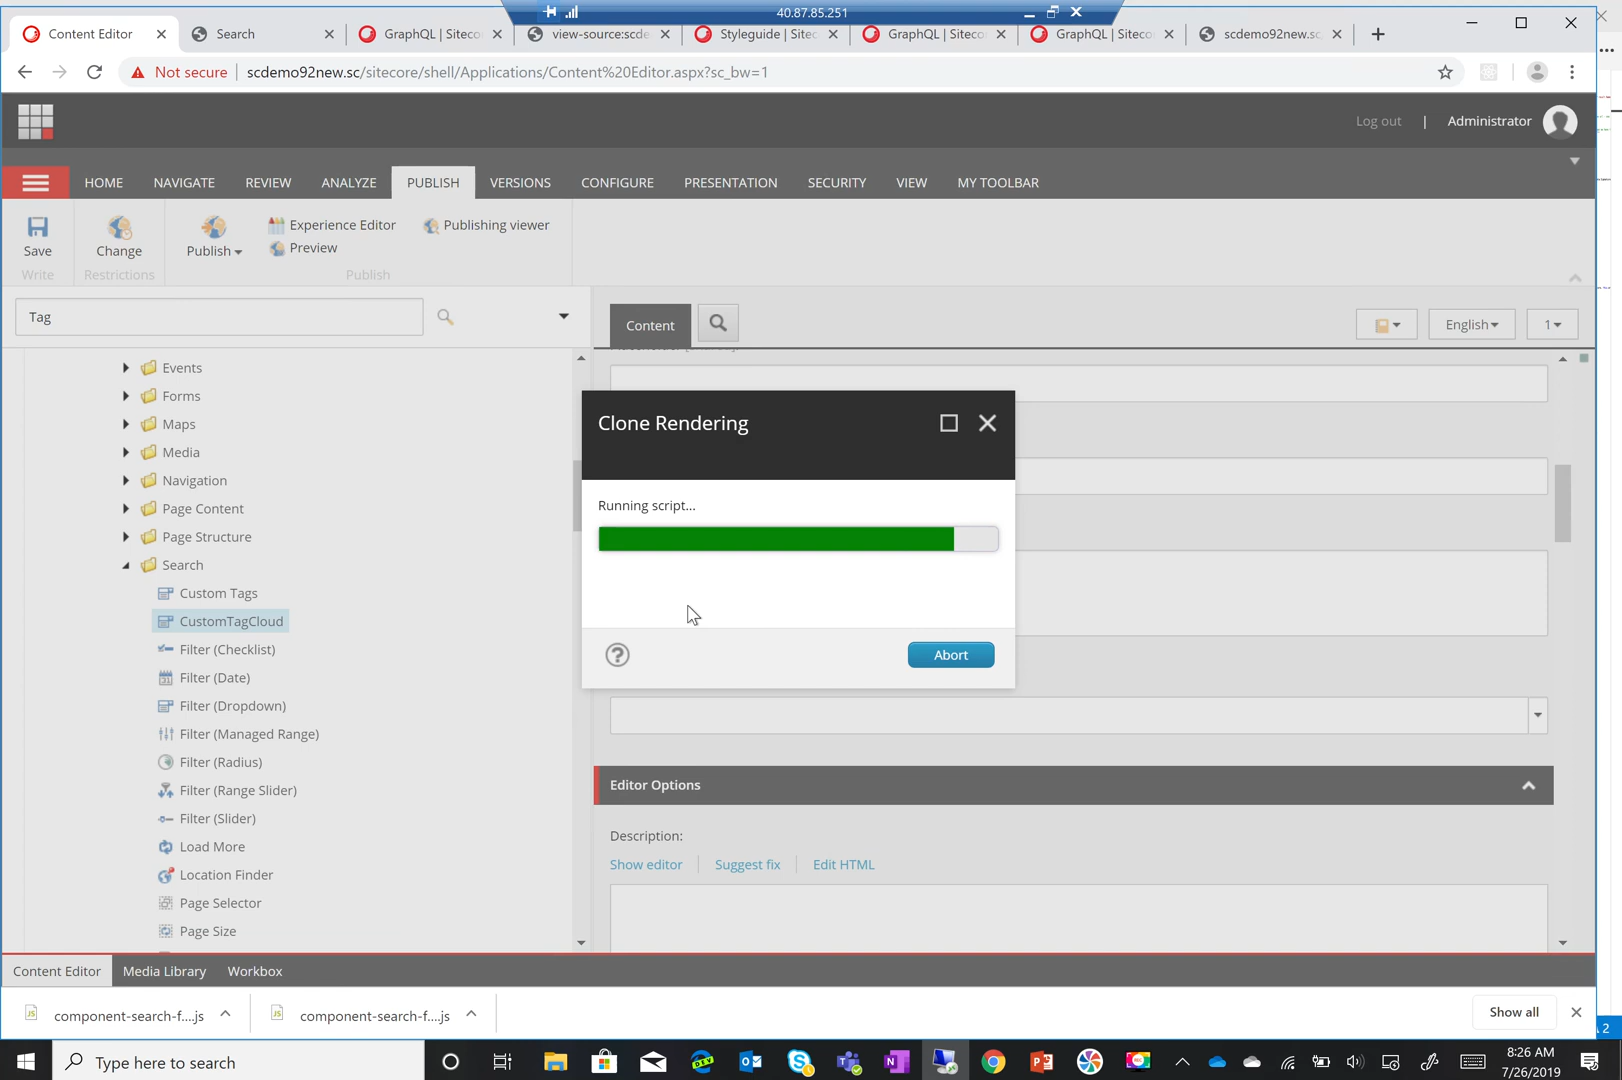 40.87.85.251
Content Editor
Search
GraphQL | Siteco
view-source:scde
Styleguide | Sitec
GraphQL | Siteco
GraphQL | Siteco
scdemo92new.s
Not secure | scdemo92new.sc/sitecore/shell/Applications/Content%20Editor.aspx?sc_bw=1
Log out | Administrator
HOME NAVIGATE REVIEW ANALYZE PUBLISH VERSIONS CONFIGURE PRESENTATION SECURITY VIEW MY TOOLBAR
Save
Write
Change
Restrictions
Publish
Experience Editor
Preview
Publishing viewer
Publish
Tag
Content
English
1
Events
Forms
Maps
Media
Navigation
Page Content
Page Structure
Search
Custom Tags
CustomTagCloud
Filter (Checklist)
Filter (Date)
Filter (Dropdown)
Filter (Managed Range)
Filter (Radius)
Filter (Range Slider)
Filter (Slider)
Load More
Location Finder
Page Selector
Page Size
Clone Rendering
Running script...
Abort
Editor Options
Description:
Show editor
Suggest fix
Edit HTML
Content Editor
Media Library
Workbox
component-search-f....js
component-search-f....js
Show all
Type here to search
8:26 AM
7/26/2019